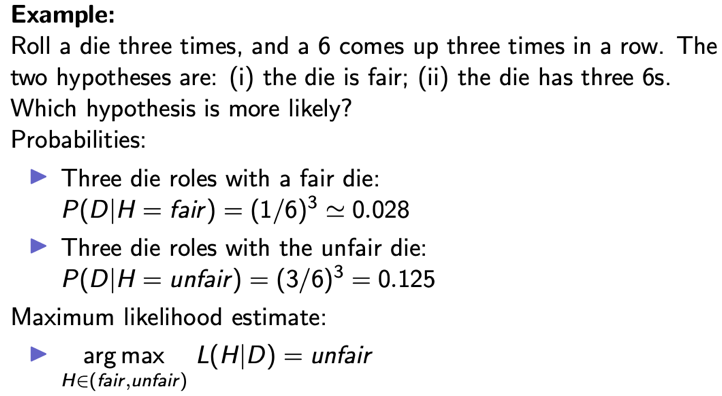 Example:
Roll a die three times, and a 6 comes up three times in a row. The
two hypotheses are: (i) the die is fair; (ii) the die has three 6s.
Which hypothesis is more likely?
Probabilities:
▶ Three die roles with a fair die:
P(D|H = fair) = (1/6)³ ≃ 0.028
▶ Three die roles with the unfair die:
P(D|H = unfair) = (3/6)³ = 0.125
Maximum likelihood estimate:
▶ arg max L(H|D) = unfair
H∈(fair,unfair)